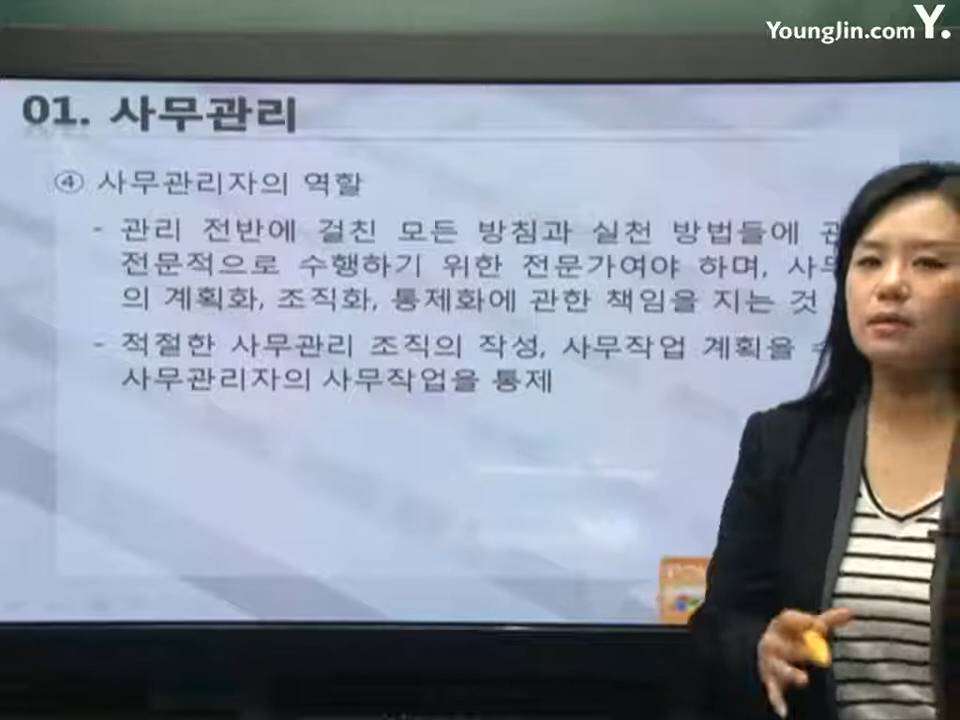 YoungJin.com Y.
01. 사무관리
④ 사무관리자의 역할
- 관리 전반에 걸친 모든 방침과 실천 방법들에
전문적으로 수행하기 위한 전문가여야 하며,
의 계획화, 조직화, 통제화에 관한 책임을 지는 것
- 적절한 사무관리 조직의 작성, 사무작업 계획을
사무관리자의 사무작업을 통제